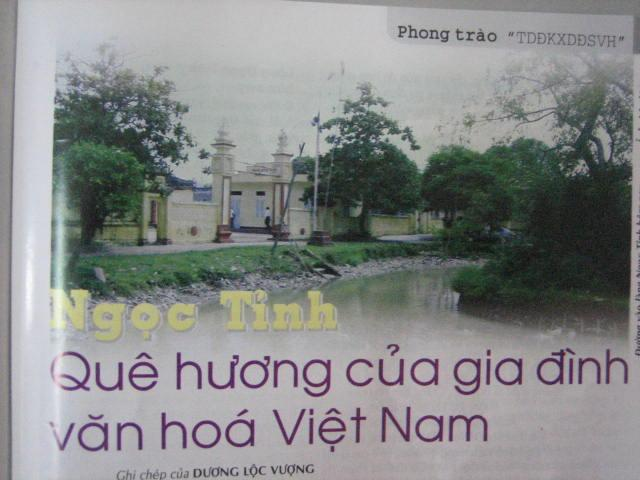 Phong trào "TDĐKXDĐSVH"
Ngọc Tỉnh
Quê hương của gia đình
văn hoá Việt Nam
Ghi chép của DƯƠNG LỘC VƯỢNG